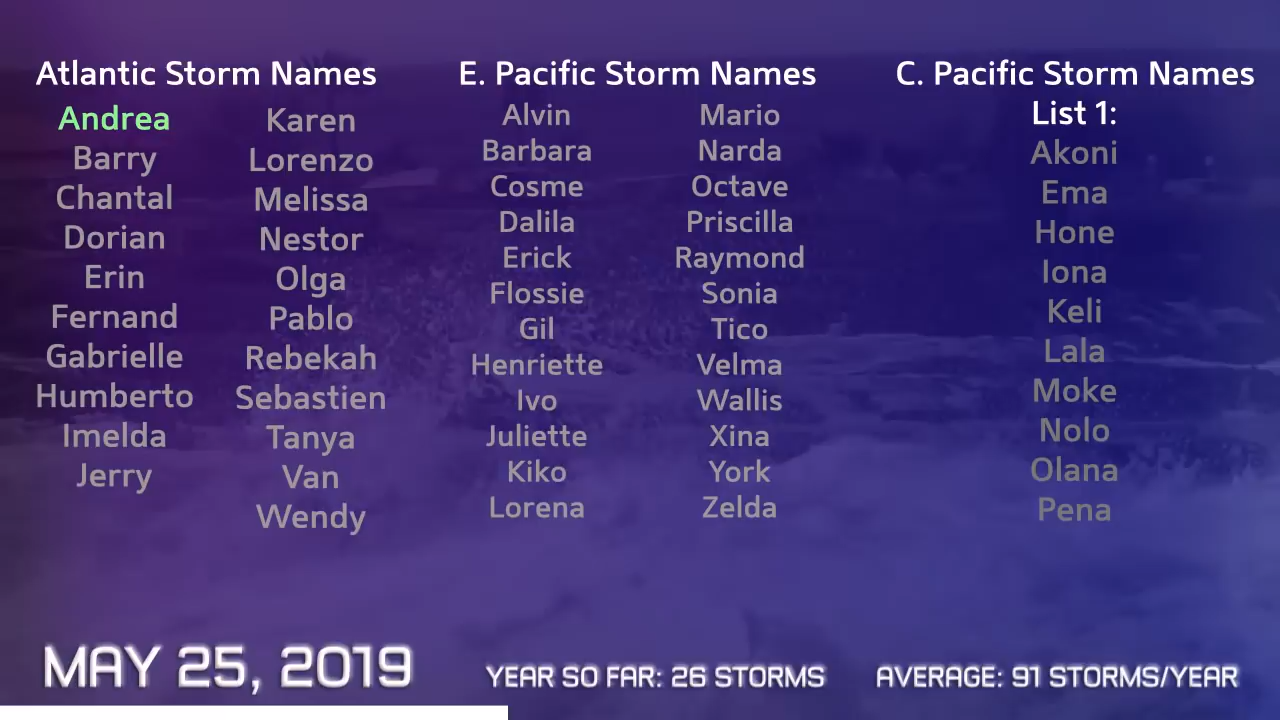 Atlantic Storm Names
Andrea
Barry
Chantal
Dorian
Erin
Fernand
Gabrielle
Humberto
Imelda
Jerry
Karen
Lorenzo
Melissa
Nestor
Olga
Pablo
Rebekah
Sebastien
Tanya
Van
Wendy
E. Pacific Storm Names
Alvin
Barbara
Cosme
Dalila
Erick
Flossie
Gil
Henriette
Ivo
Juliette
Kiko
Lorena
Mario
Narda
Octave
Priscilla
Raymond
Sonia
Tico
Velma
Wallis
Xina
York
Zelda
C. Pacific Storm Names
List 1:
Akoni
Ema
Hone
Iona
Keli
Lala
Moke
Nolo
Olana
Pena
MAY 25, 2019
YEAR SO FAR: 26 STORMS
AVERAGE: 91 STORMS/YEAR